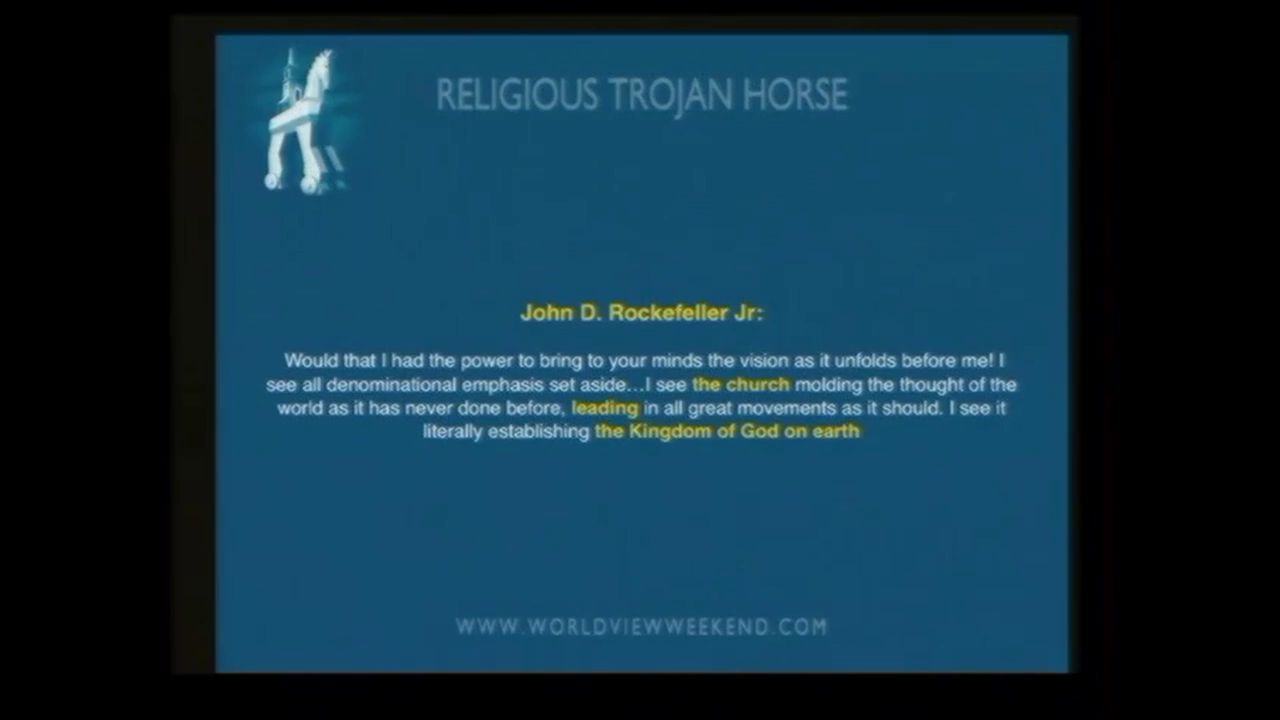 RELIGIOUS TROJAN HORSE
John D. Rockefeller Jr:
Would that I had the power to bring to your minds the vision as it unfolds before me! I
see all denominational emphasis set aside...I see the church molding the thought of the
world as it has never done before, leading in all great movements as it should. I see it
literally establishing the Kingdom of God on earth
WWW.WORLDVIEWWEEKEND.COM